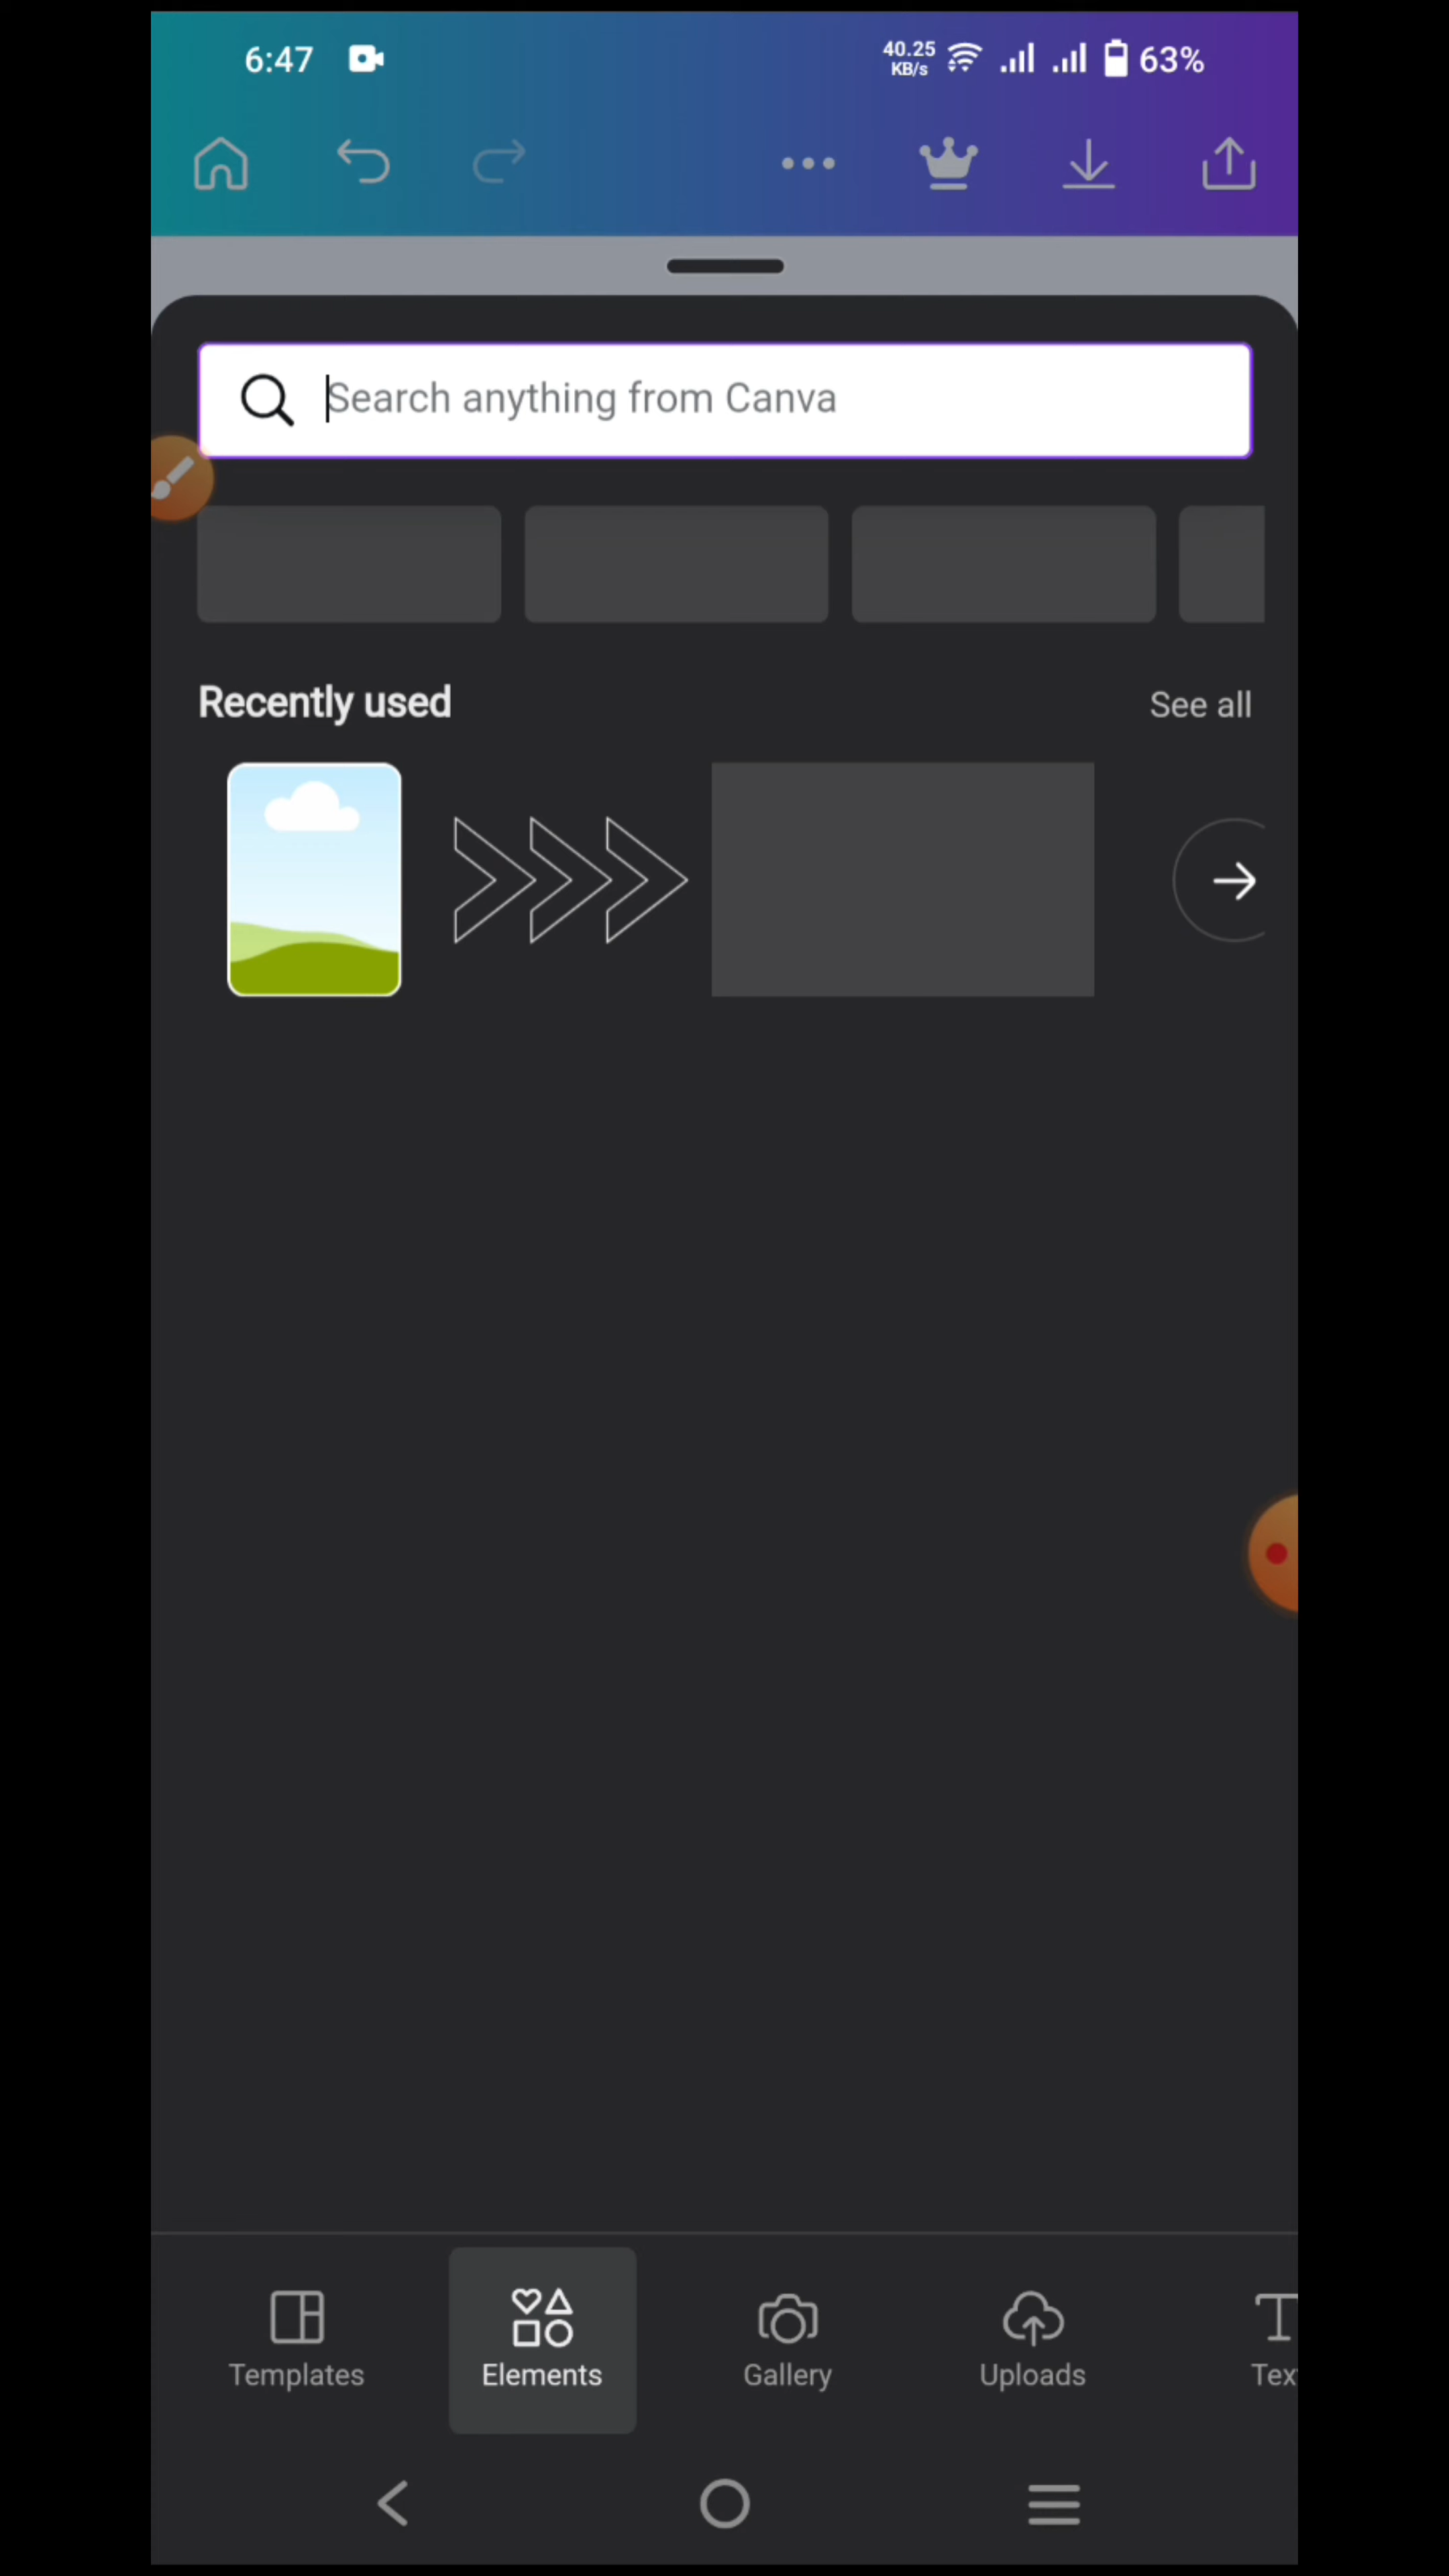 6:47
40.25
KB/s
63%
Search anything from Canva
Recently used
See all
Templates
Elements
Gallery
Uploads
Tex